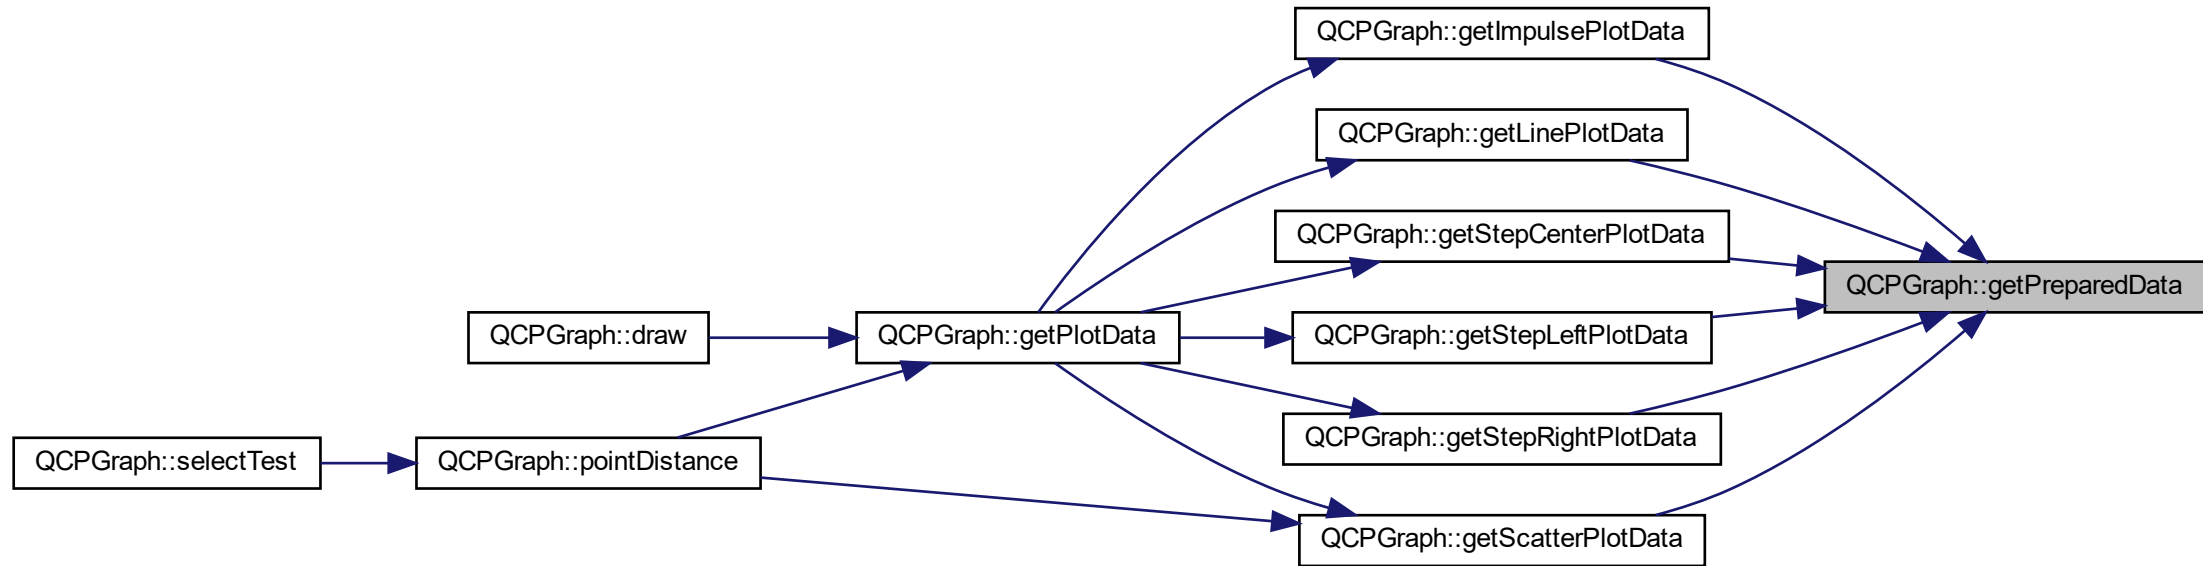 QCPGraph::getImpulsePlotData
QCPGraph::getLinePlotData
QCPGraph::getStepCenterPlotData
QCPGraph::getPreparedData
QCPGraph::draw
QCPGraph::getPlotData
QCPGraph::getStepLeftPlotData
QCPGraph::getStepRightPlotData
QCPGraph::selectTest
QCPGraph::pointDistance
QCPGraph::getScatterPlotData